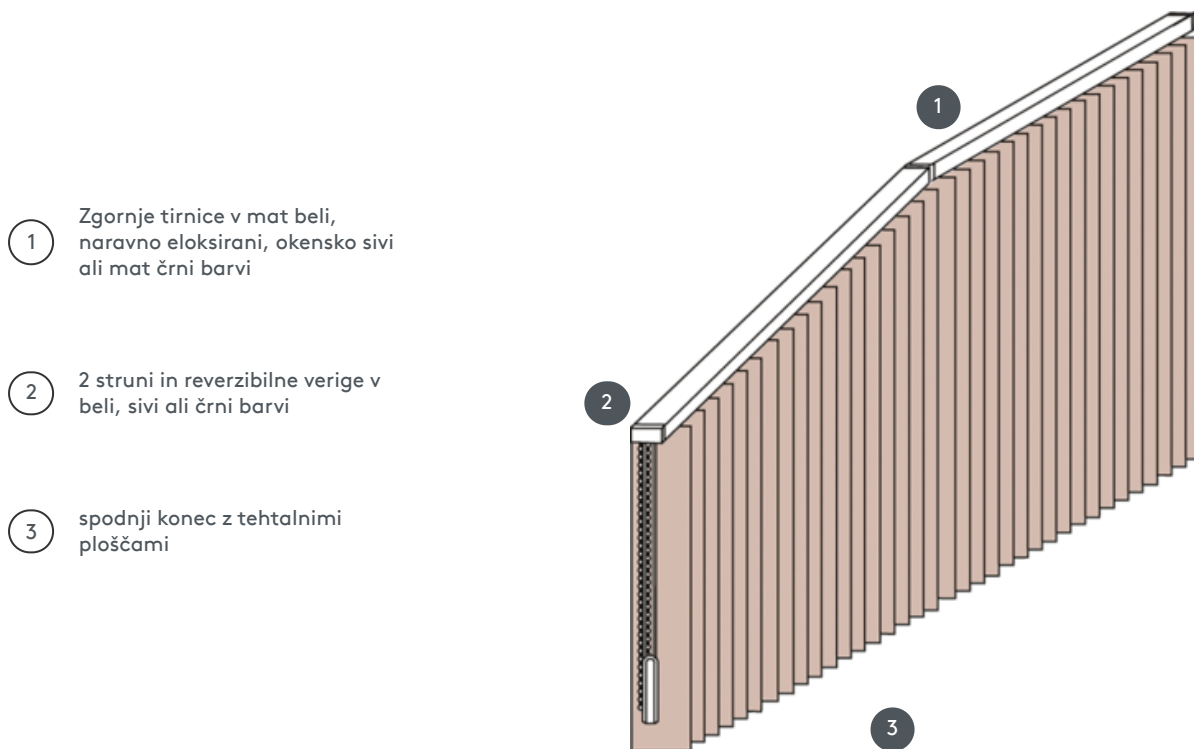 1
Zgornje tirnice v mat beli,
naravno eloksirani, okensko sivi
ali mat črni barvi
2
2 struni in reverzibilne verige v
beli, sivi ali črni barvi
3
spodnji konec z tehtalnimi
ploščami
1
2
3